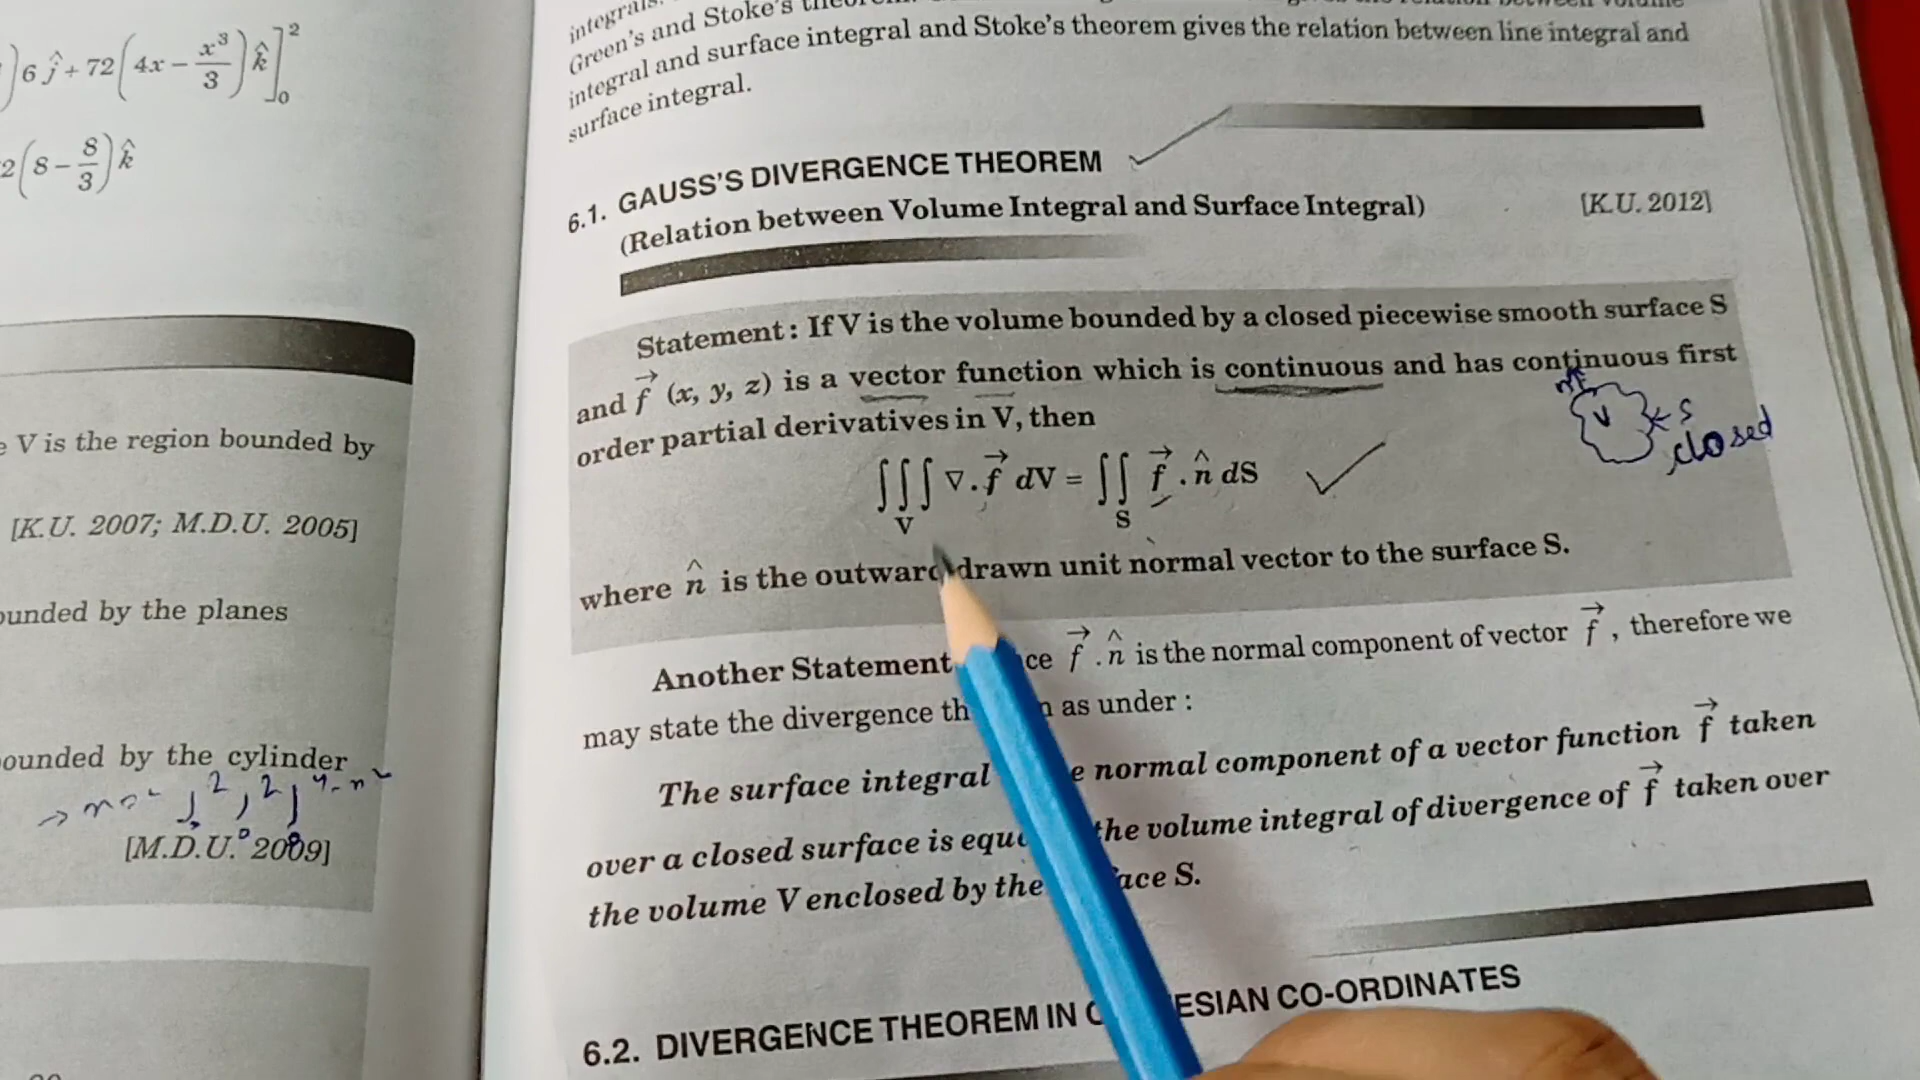 6 ĵ + 72 ( 4x − x³/3 ) k̂ ]₀²
2 ( 8 − 8/3 ) k̂
V is the region bounded by
[K.U. 2007; M.D.U. 2005]
ounded by the planes
ounded by the cylinder
[M.D.U. 2009]
integrals.
Green's and Stoke's
integral and surface integral and Stoke's theorem gives the relation between line integral and
surface integral.
6.1. GAUSS'S DIVERGENCE THEOREM
(Relation between Volume Integral and Surface Integral) [K.U. 2012]
Statement : If V is the volume bounded by a closed piecewise smooth surface S
and f⃗ (x, y, z) is a vector function which is continuous and has continuous first
order partial derivatives in V, then
V S
closed
∭_V ∇ . f⃗ dV = ∬_S f⃗ . n̂ dS
where n̂ is the outward drawn unit normal vector to the surface S.
Another Statement ce f⃗ . n̂ is the normal component of vector f⃗ , therefore we
may state the divergence th as under :
The surface integral e normal component of a vector function f⃗ taken
over a closed surface is equ the volume integral of divergence of f⃗ taken over
the volume V enclosed by the ace S.
6.2. DIVERGENCE THEOREM IN C ESIAN CO-ORDINATES